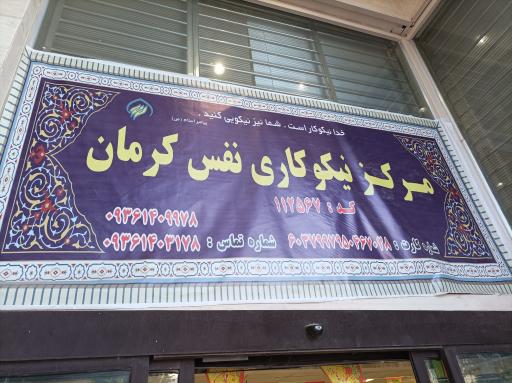 خدا نیکوکار است ، شما نیز نیکویی کنید .
پیامبر اسلام (ص)
مرکز نیکوکاری نفس کرمان
کد : ۱۱۲۵۶۷
۰۹۳۶۱۴۰۹۹۷۸
شماره کارت : ۶۰۳۷۹۹۷۹۵۰۴۶۷۰۲۸ شماره تماس : ۰۹۳۶۱۴۰۳۱۷۸